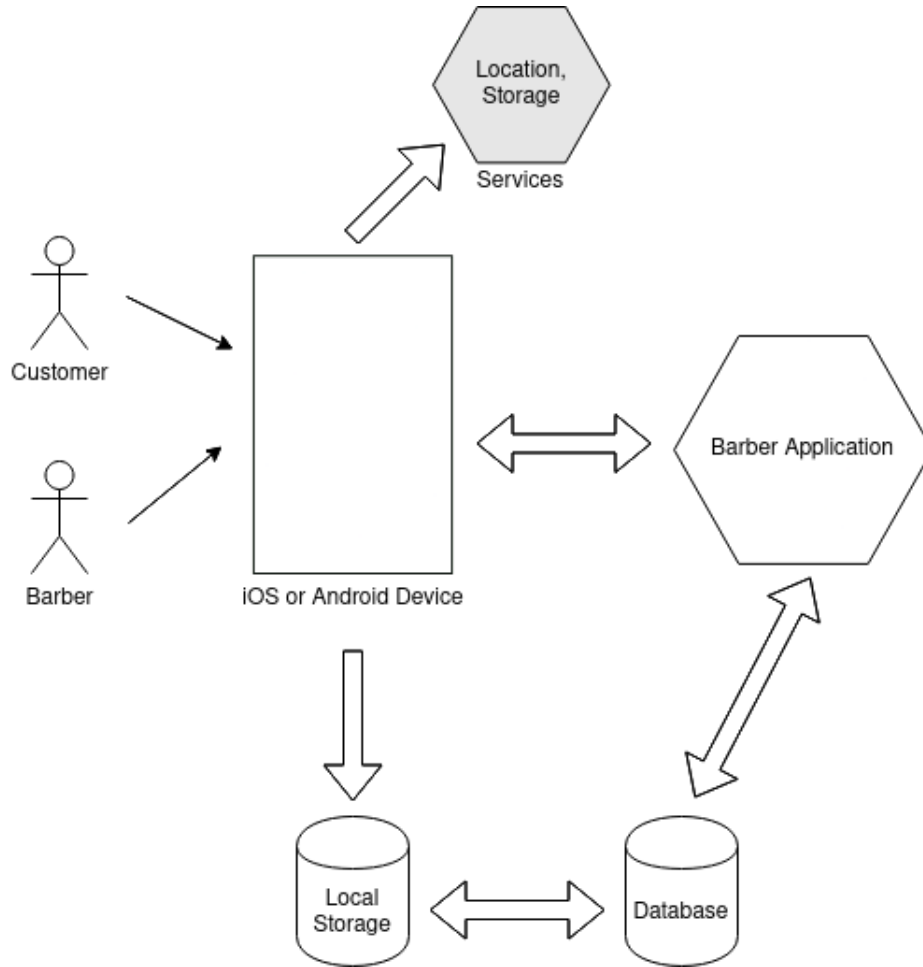 Location,
Storage
Services
Customer
Barber Application
Barber
iOS or Android Device
Local
Storage
Database